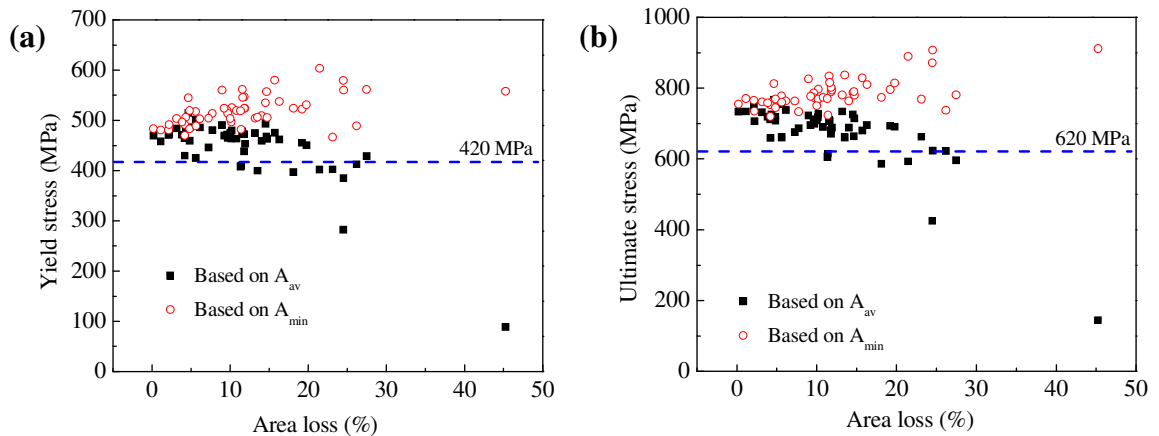 (a)
700
600
500
400
300
200
100
0
Yield stress (MPa)
420 MPa
Based on A_av
Based on A_min
0 10 20 30 40 50
Area loss (%)
(b)
1000
800
600
400
200
0
Ultimate stress (MPa)
620 MPa
Based on A_av
Based on A_min
0 10 20 30 40 50
Area loss (%)